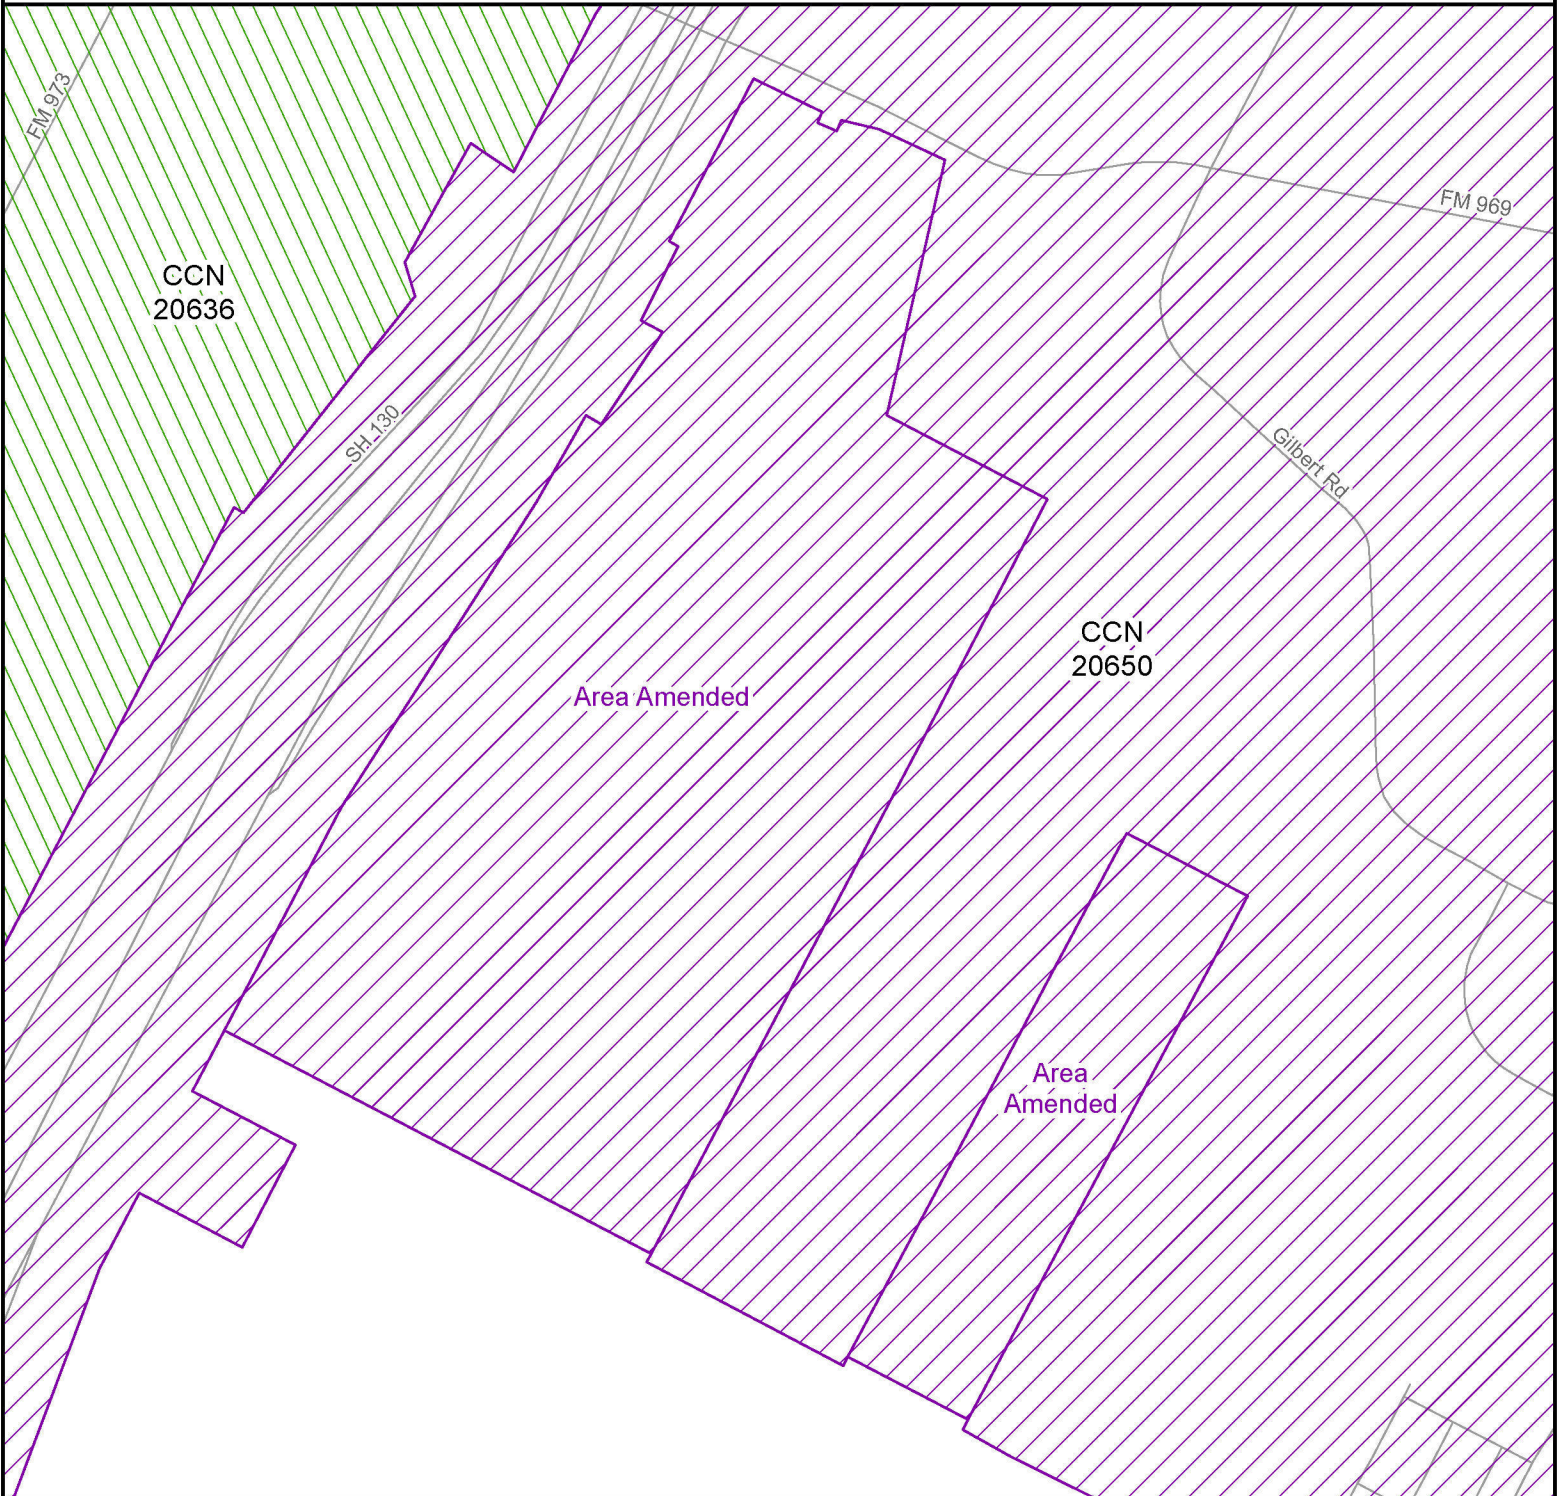 FM 973
FM 969
CCN
20636
SH 130
Gilbert Rd
CCN
20650
Area Amended
Area
Amended